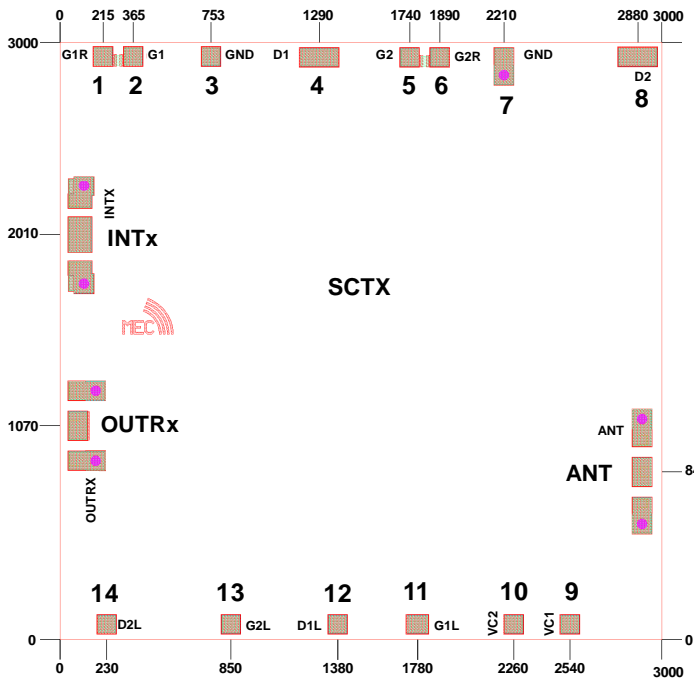 0 215 365 753 1290 1740 1890 2210 2880 3000
3000
G1R G1 GND D1 G2 G2R GND D2
1 2 3 4 5 6 7 8
INTX
2010
INTx
SCTX
MEC
1070
OUTRx
OUTRX
ANT
ANT
84
14 13 12 11 10 9
D2L G2L D1L G1L VC2 VC1
0 0
0 230 850 1380 1780 2260 2540 3000